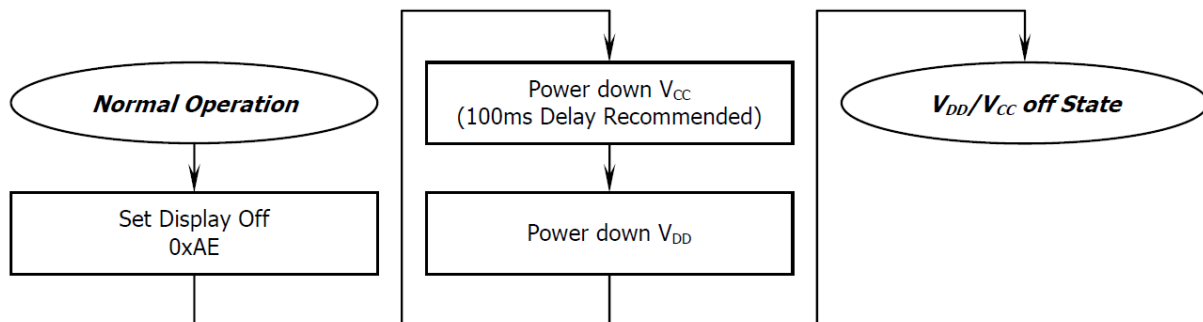 Normal Operation
Set Display Off
0xAE
Power down VCC
(100ms Delay Recommended)
Power down VDD
VDD/VCC off State